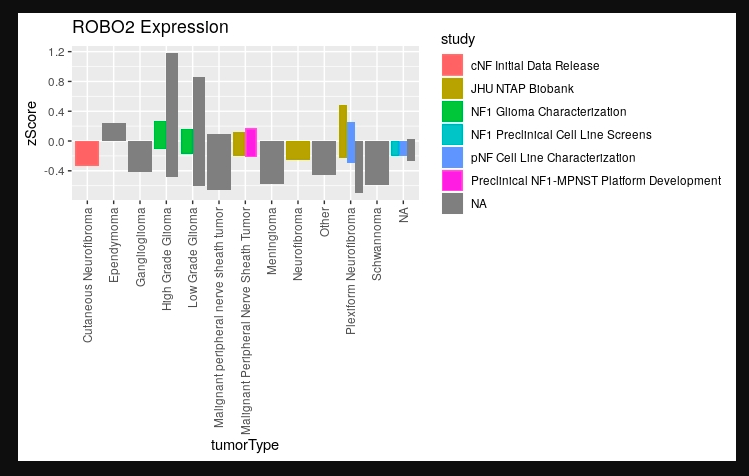 ROBO2 Expression
zScore
1.2
0.8
0.4
0.0
-0.4
Cutaneous Neurofibroma
Ependymoma
Ganglioglioma
High Grade Glioma
Low Grade Glioma
Malignant peripheral nerve sheath tumor
Malignant Peripheral Nerve Sheath Tumor
Meningioma
Neurofibroma
Other
Plexiform Neurofibroma
Schwannoma
NA
tumorType
study
cNF Initial Data Release
JHU NTAP Biobank
NF1 Glioma Characterization
NF1 Preclinical Cell Line Screens
pNF Cell Line Characterization
Preclinical NF1-MPNST Platform Development
NA